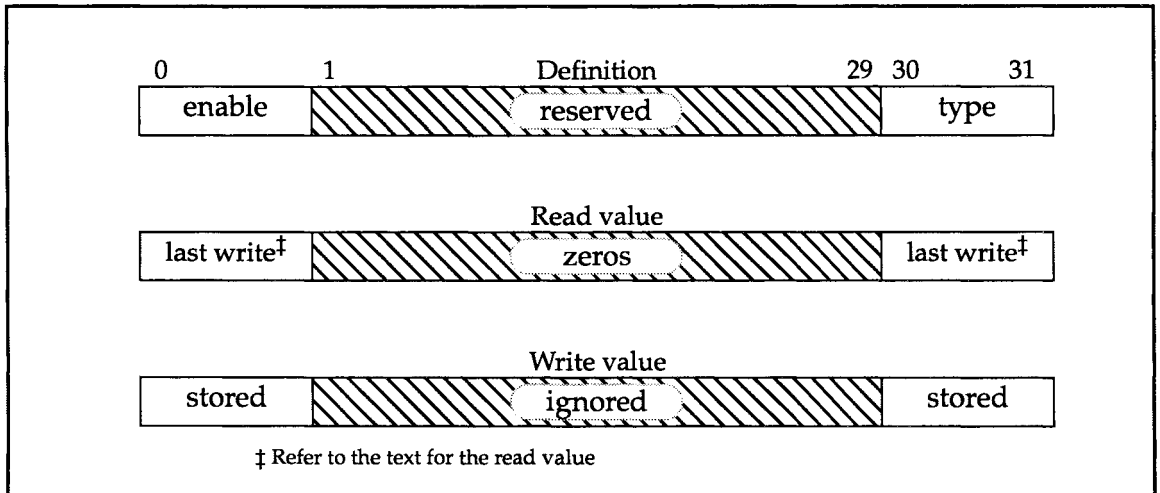 0 1 Definition 29 30 31
enable reserved type
Read value
last write‡ zeros last write‡
Write value
stored ignored stored
‡ Refer to the text for the read value